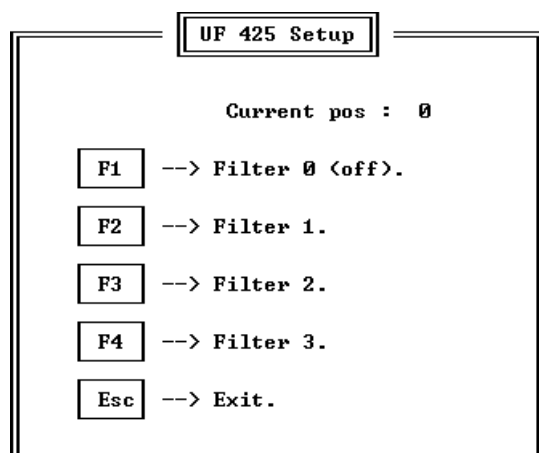 UF 425 Setup
Current pos : 0
F1 --> Filter 0 (off).
F2 --> Filter 1.
F3 --> Filter 2.
F4 --> Filter 3.
Esc --> Exit.